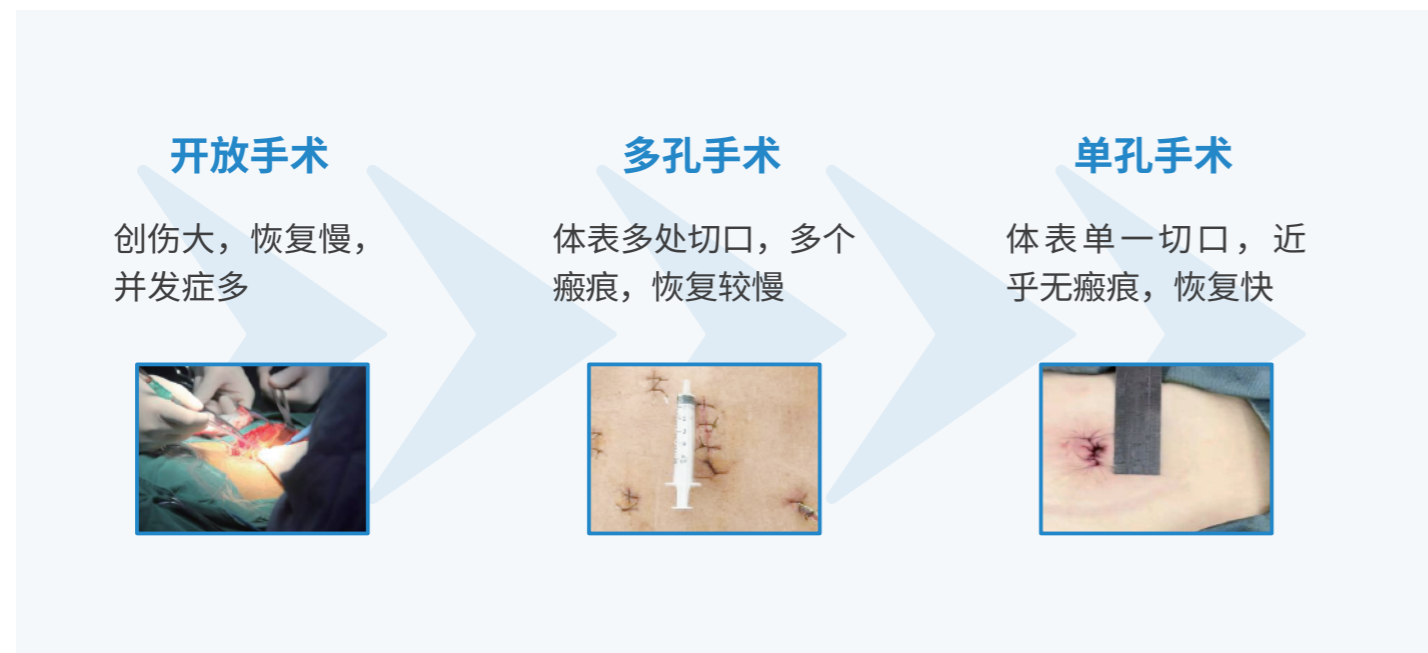 开放手术
创伤大，恢复慢，
并发症多
多孔手术
体表多处切口，多个
瘢痕，恢复较慢
单孔手术
体表单一切口，近
乎无瘢痕，恢复快